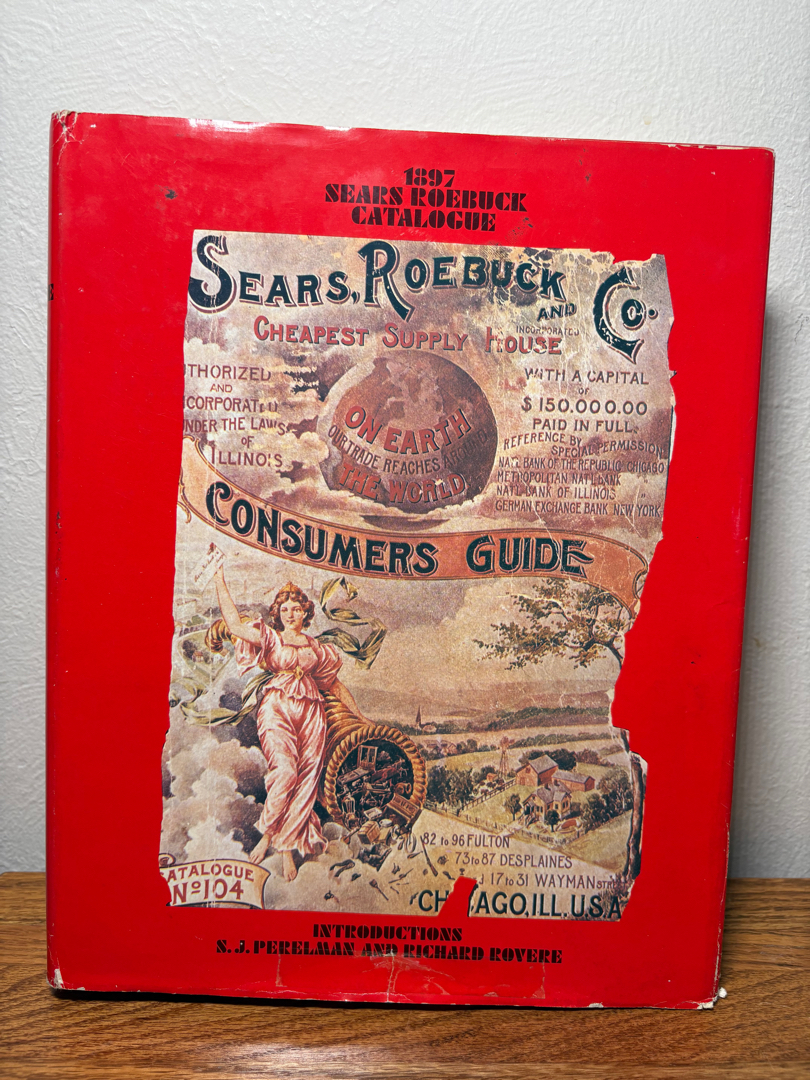 1897
SEARS ROEBUCK
CATALOGUE
SEARS, ROEBUCK AND CO.
INCORPORATED
CHEAPEST SUPPLY HOUSE
ON EARTH
OUR TRADE REACHES AROUND
THE WORLD
THORIZED
AND
CORPORATED
NDER THE LAWS
OF
ILLINOIS
WITH A CAPITAL
OF
$150.000.00
PAID IN FULL.
REFERENCE BY
SPECIAL PERMISSION
NAT'L BANK OF THE REPUBLIC CHICAGO
METROPOLITAN NAT'L BANK
NAT'L BANK OF ILLINOIS
GERMAN EXCHANGE BANK NEW YORK
CONSUMERS GUIDE
82 to 96 FULTON
73 to 87 DESPLAINES
17 to 31 WAYMAN STR
ATALOGUE
No 104
CH AGO, ILL. U.S.A
INTRODUCTIONS
S. J. PERELMAN AND RICHARD ROVERE